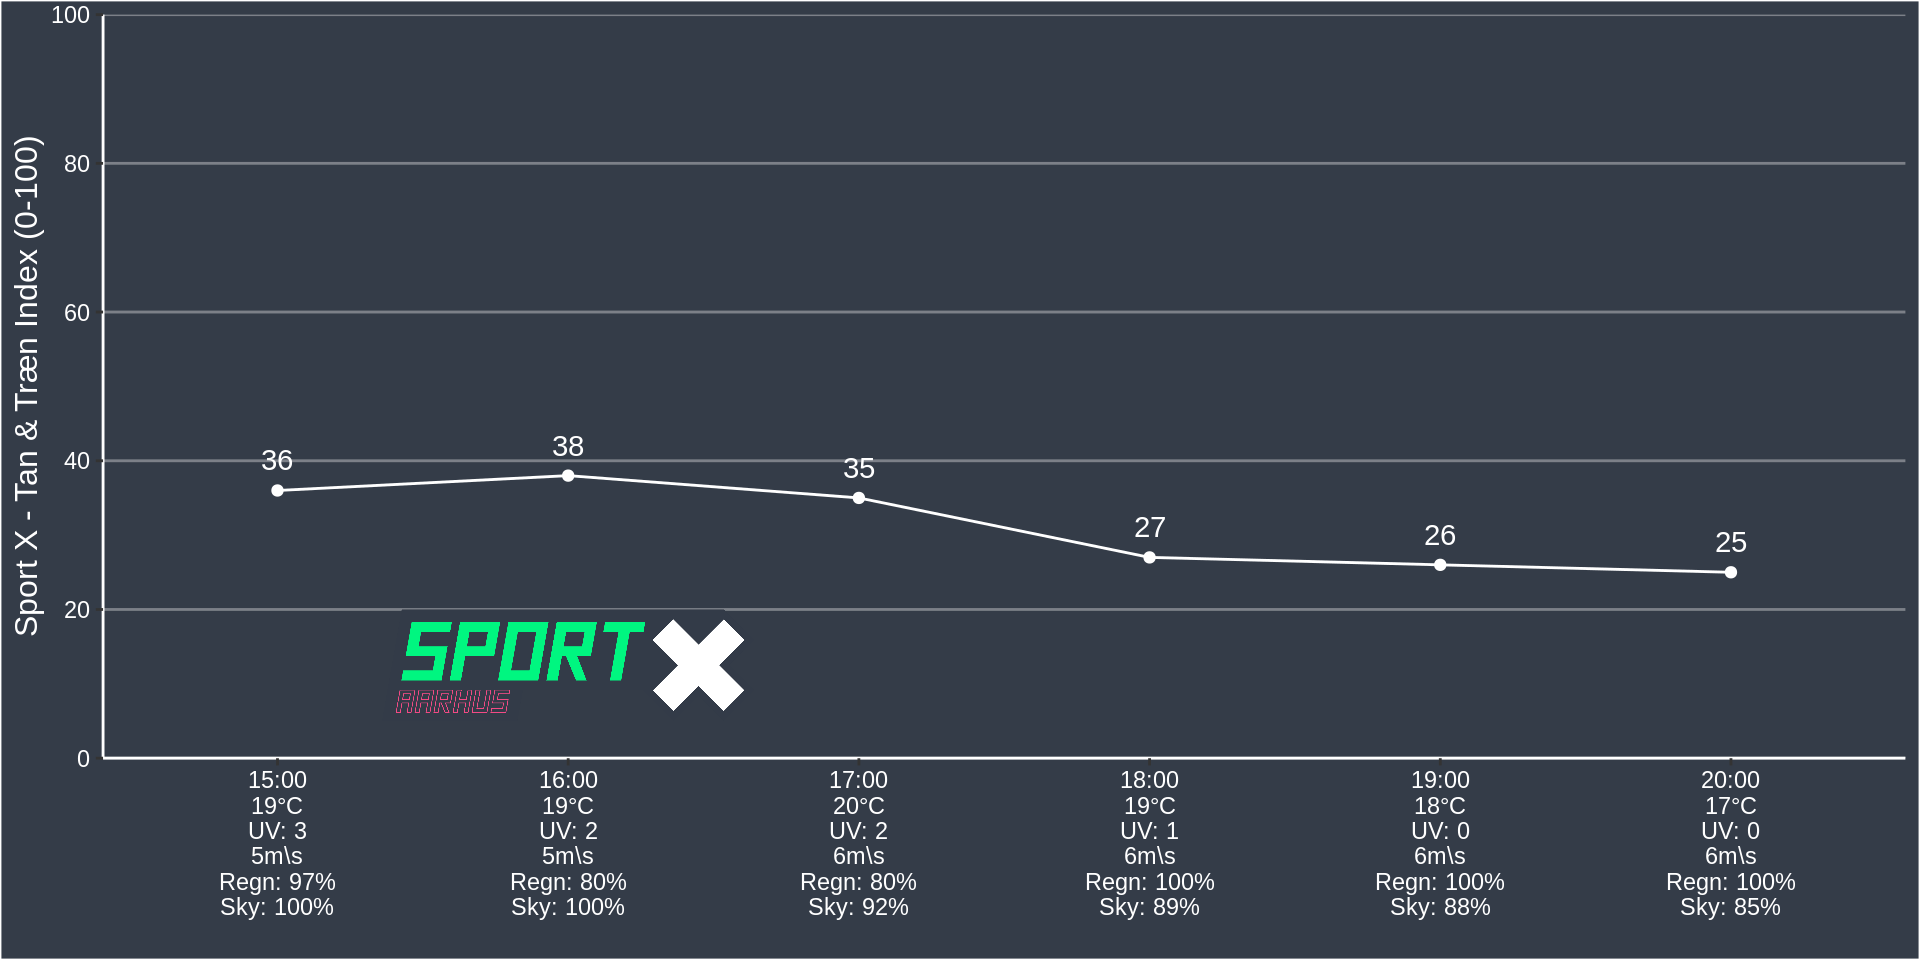 Sport X - Tan & Træn Index (0-100)
100
80
60
40
20
0
36
38
35
27
26
25
SPORT X
AARHUS
15:00
19°C
UV: 3
5m\s
Regn: 97%
Sky: 100%
16:00
19°C
UV: 2
5m\s
Regn: 80%
Sky: 100%
17:00
20°C
UV: 2
6m\s
Regn: 80%
Sky: 92%
18:00
19°C
UV: 1
6m\s
Regn: 100%
Sky: 89%
19:00
18°C
UV: 0
6m\s
Regn: 100%
Sky: 88%
20:00
17°C
UV: 0
6m\s
Regn: 100%
Sky: 85%